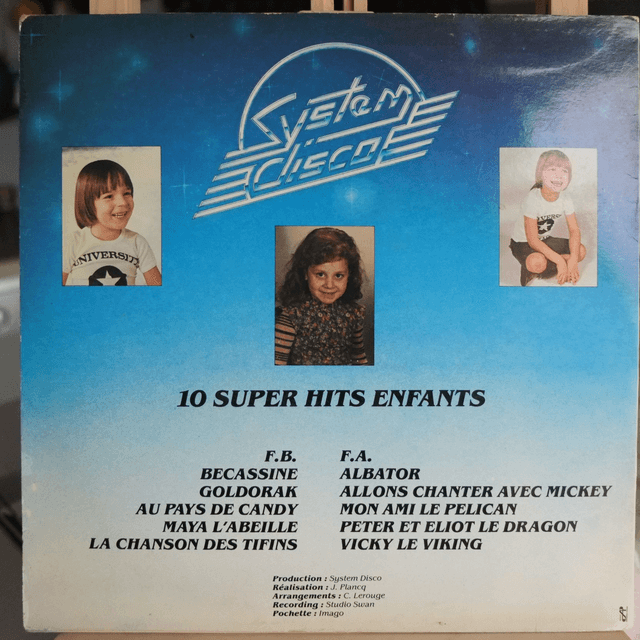 System
disco
UNIVERSITY
10 SUPER HITS ENFANTS
F.B.
BECASSINE
GOLDORAK
AU PAYS DE CANDY
MAYA L'ABEILLE
LA CHANSON DES TIFINS
F.A.
ALBATOR
ALLONS CHANTER AVEC MICKEY
MON AMI LE PELICAN
PETER ET ELIOT LE DRAGON
VICKY LE VIKING
Production : System Disco
Réalisation : J. Plancq
Arrangements : C. Lerouge
Recording : Studio Swan
Pochette : Imago